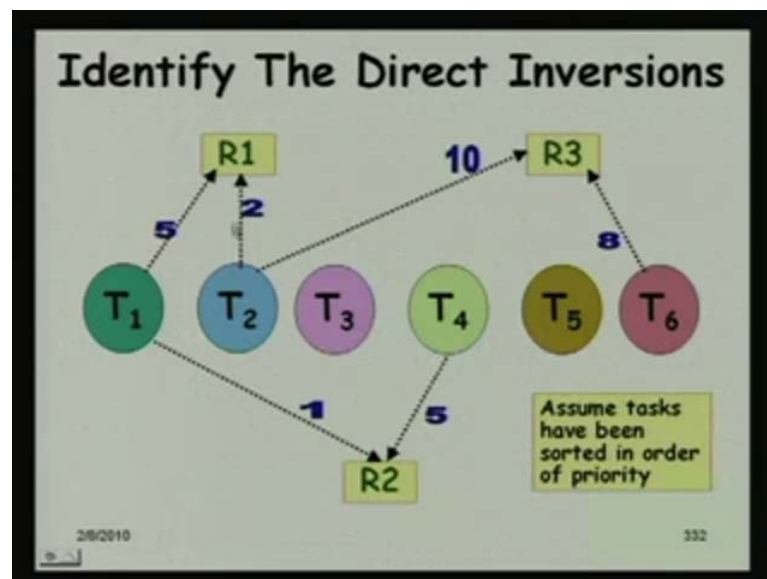 Identify The Direct Inversions
R1
10
R3
2
5
8
T1
T2
T3
T4
T5
T6
1
5
Assume tasks
have been
sorted in order
of priority
R2
2/8/2010
332